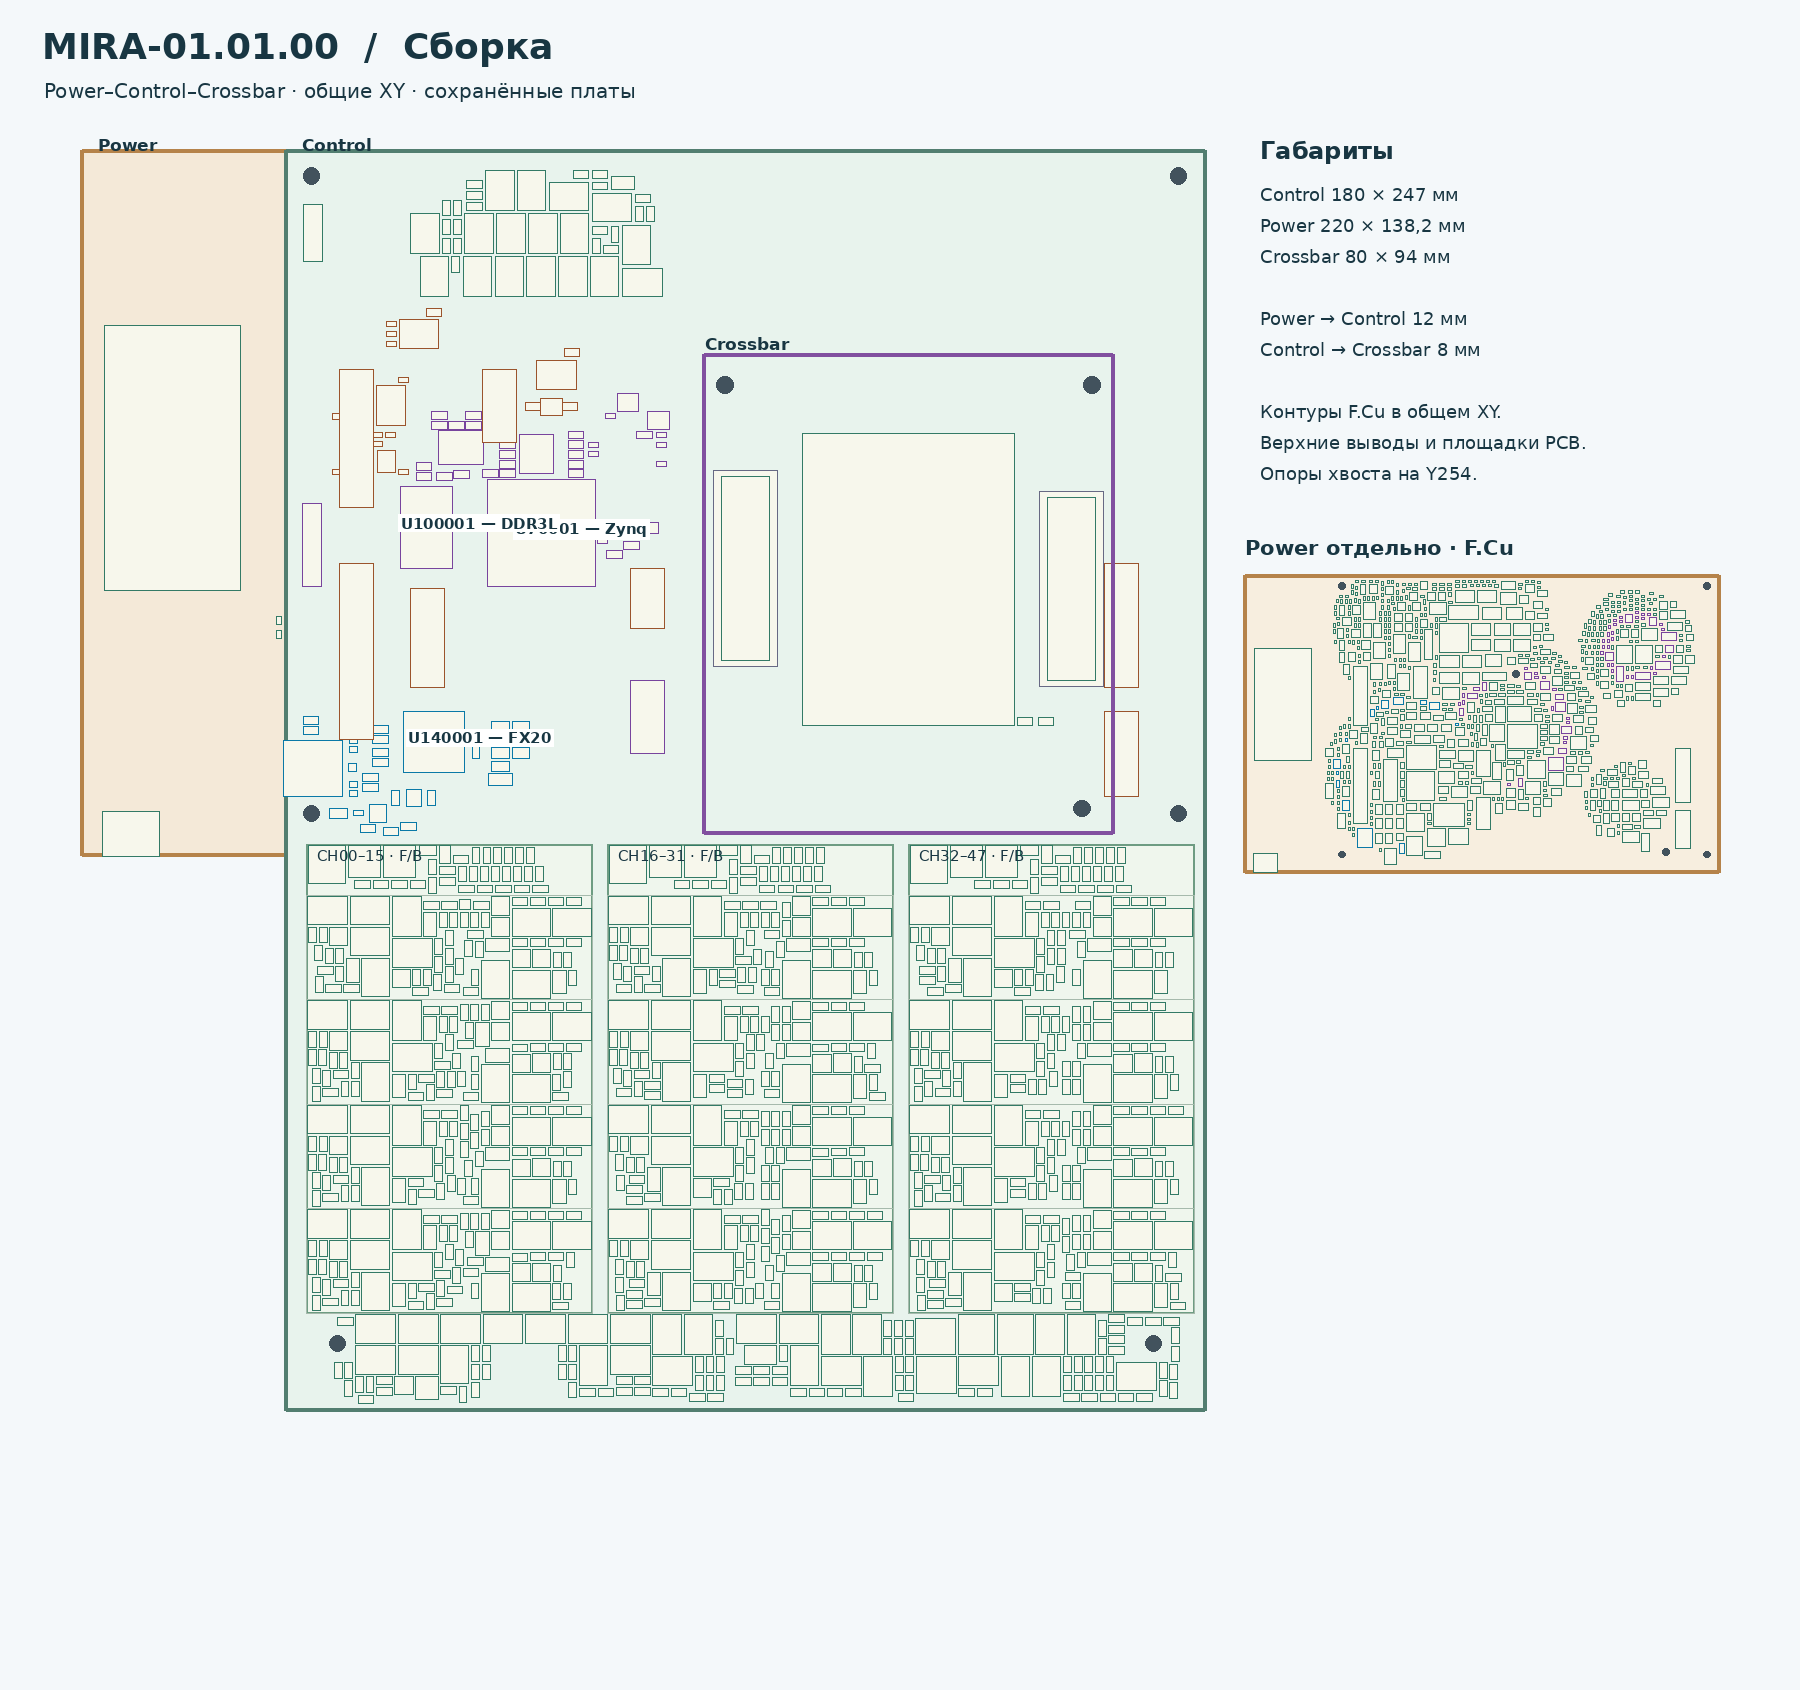 MIRA-01.01.00 / Сборка
Power–Control–Crossbar · общие XY · сохранённые платы
Power
Control
Габариты
Control 180 × 247 мм
Power 220 × 138,2 мм
Crossbar 80 × 94 мм
Power → Control 12 мм
Control → Crossbar 8 мм
Контуры F.Cu в общем XY.
Верхние выводы и площадки PCB.
Опоры хвоста на Y254.
Crossbar
U100001 — DDR3L
01 — Zynq
Power отдельно · F.Cu
U140001 — FX20
CH00–15 · F/B
CH16–31 · F/B
CH32–47 · F/B